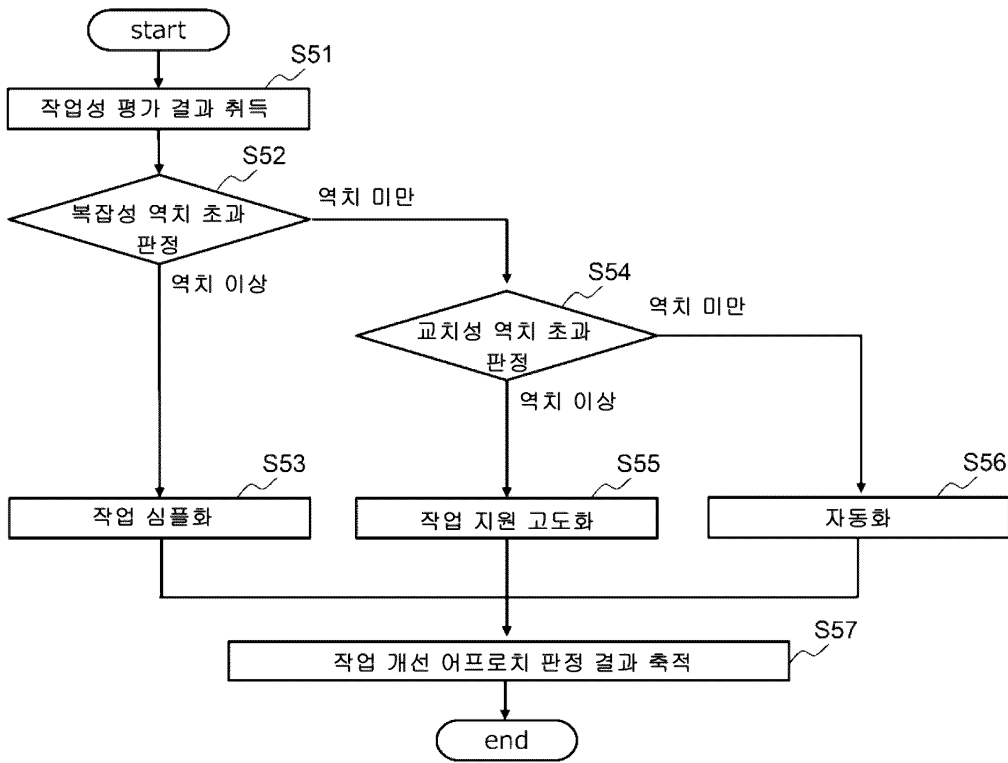 start
S51
작업성 평가 결과 취득
S52
복잡성 역치 초과
판정
역치 미만
역치 이상
S54
교치성 역치 초과
판정
역치 미만
역치 이상
S53
작업 심플화
S55
작업 지원 고도화
S56
자동화
S57
작업 개선 어프로치 판정 결과 축적
end